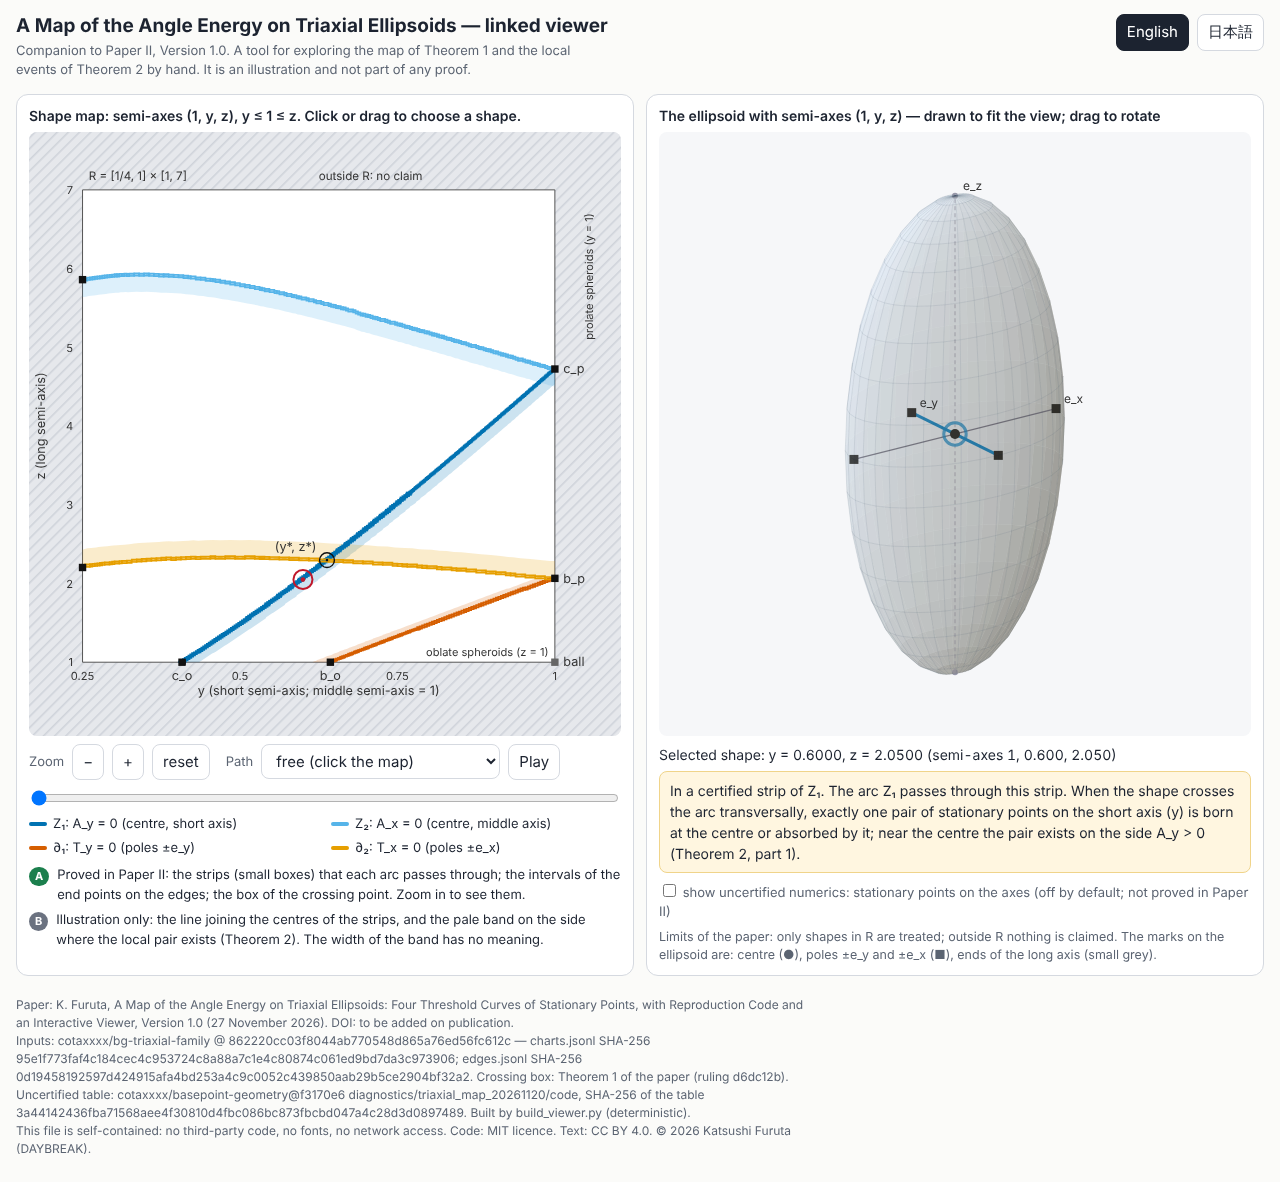 A Map of the Angle Energy on Triaxial Ellipsoids — linked viewer
Companion to Paper II, Version 1.0. A tool for exploring the map of Theorem 1 and the local
events of Theorem 2 by hand. It is an illustration and not part of any proof.
English
日本語
Shape map: semi-axes (1, y, z), y ≤ 1 ≤ z. Click or drag to choose a shape.
R = [1/4, 1] × [1, 7]
outside R: no claim
7
6
5
4
3
2
1
z (long semi-axis)
prolate spheroids (y = 1)
c_p
(y*, z*)
b_p
oblate spheroids (z = 1)
ball
0.25
c_o
0.5
b_o
0.75
1
y (short semi-axis; middle semi-axis = 1)
Zoom
−
+
reset
Path
free (click the map)
Play
Z₁: A_y = 0 (centre, short axis)
Z₂: A_x = 0 (centre, middle axis)
∂₁: T_y = 0 (poles ±e_y)
∂₂: T_x = 0 (poles ±e_x)
A Proved in Paper II: the strips (small boxes) that each arc passes through; the intervals of the
end points on the edges; the box of the crossing point. Zoom in to see them.
B Illustration only: the line joining the centres of the strips, and the pale band on the side
where the local pair exists (Theorem 2). The width of the band has no meaning.
The ellipsoid with semi-axes (1, y, z) — drawn to fit the view; drag to rotate
e_z
e_y
e_x
Selected shape: y = 0.6000, z = 2.0500 (semi-axes 1, 0.600, 2.050)
In a certified strip of Z₁. The arc Z₁ passes through this strip. When the shape crosses
the arc transversally, exactly one pair of stationary points on the short axis (y) is born
at the centre or absorbed by it; near the centre the pair exists on the side A_y > 0
(Theorem 2, part 1).
show uncertified numerics: stationary points on the axes (off by default; not proved in Paper
II)
Limits of the paper: only shapes in R are treated; outside R nothing is claimed. The marks on the
ellipsoid are: centre (●), poles ±e_y and ±e_x (■), ends of the long axis (small grey).
Paper: K. Furuta, A Map of the Angle Energy on Triaxial Ellipsoids: Four Threshold Curves of Stationary Points, with Reproduction Code and
an Interactive Viewer, Version 1.0 (27 November 2026). DOI: to be added on publication.
Inputs: cotaxxxx/bg-triaxial-family @ 862220cc03f8044ab770548d865a76ed56fc612c — charts.jsonl SHA-256
95e1f773faf4c184cec4c953724c8a88a7c1e4c80874c061ed9bd7da3c973906; edges.jsonl SHA-256
0d19458192597d424915afa4bd253a4c9c0052c439850aab29b5ce2904bf32a2. Crossing box: Theorem 1 of the paper (ruling d6dc12b).
Uncertified table: cotaxxxx/basepoint-geometry@f3170e6 diagnostics/triaxial_map_20261120/code, SHA-256 of the table
3a44142436fba71568aee4f30810d4fbc086bc873fbcbd047a4c28d3d0897489. Built by build_viewer.py (deterministic).
This file is self-contained: no third-party code, no fonts, no network access. Code: MIT licence. Text: CC BY 4.0. © 2026 Katsushi Furuta
(DAYBREAK).